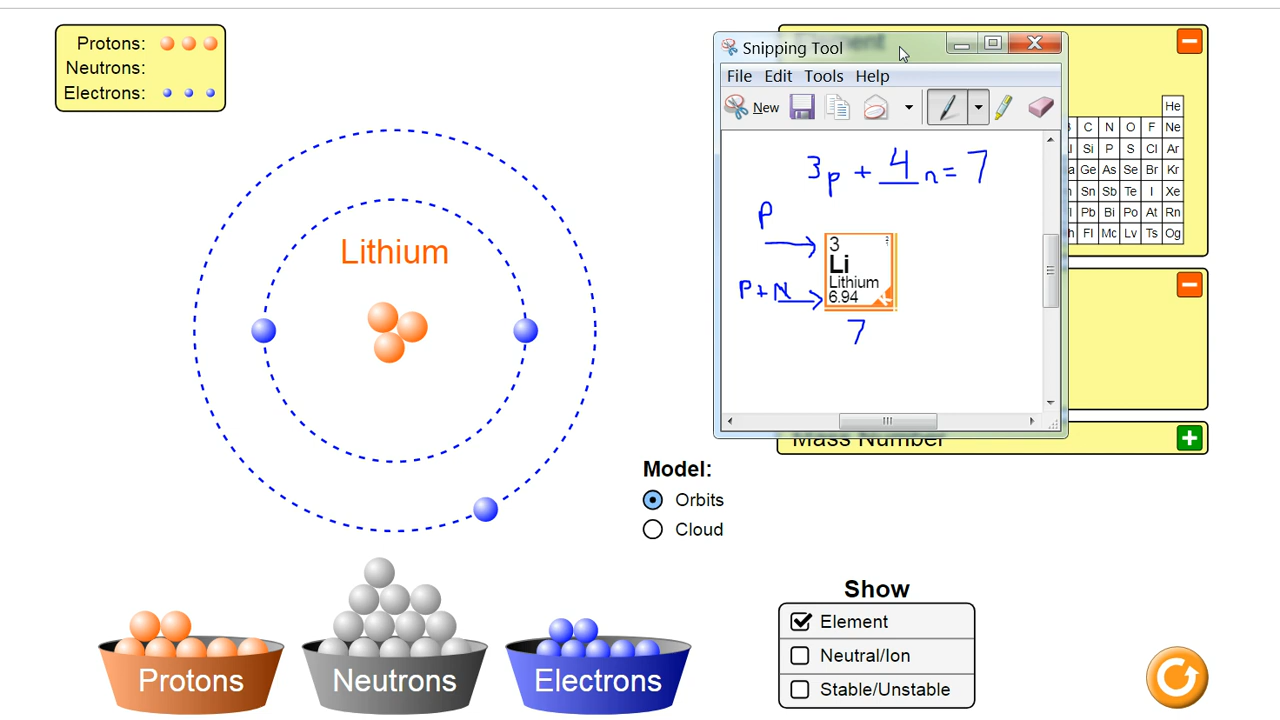 Protons:
Neutrons:
Electrons:
Lithium
Protons
Neutrons
Electrons
Model:
Orbits
Cloud
Snipping Tool
File Edit Tools Help
New
3p + 4 n = 7
P
3
Li
Lithium
6.94
P+N
7
He
C N O F Ne
Si P S Cl Ar
Ge As Se Br Kr
Sn Sb Te I Xe
Pb Bi Po At Rn
Fl Mc Lv Ts Og
Mass Number
Show
Element
Neutral/Ion
Stable/Unstable